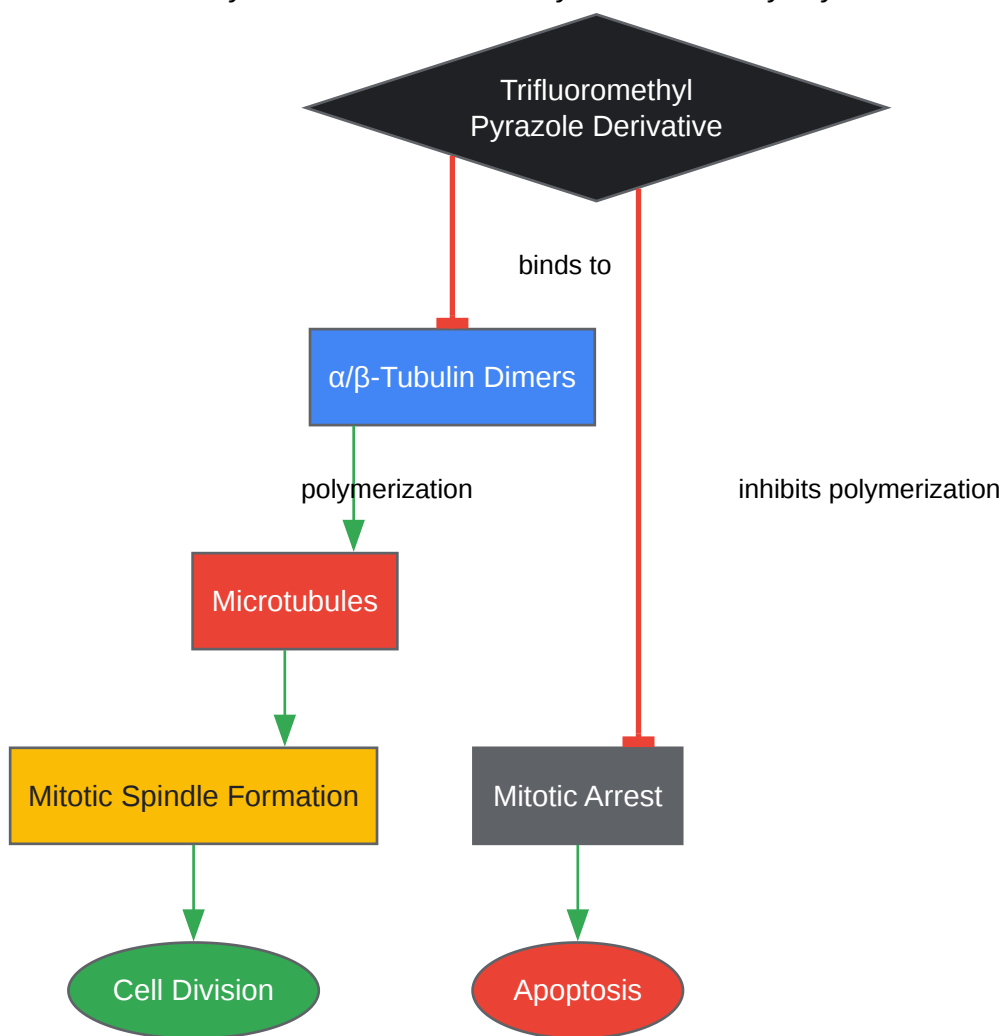 Trifluoromethyl
Pyrazole Derivative
binds to
α/β-Tubulin Dimers
polymerization
inhibits polymerization
Microtubules
Mitotic Spindle Formation
Mitotic Arrest
Cell Division
Apoptosis